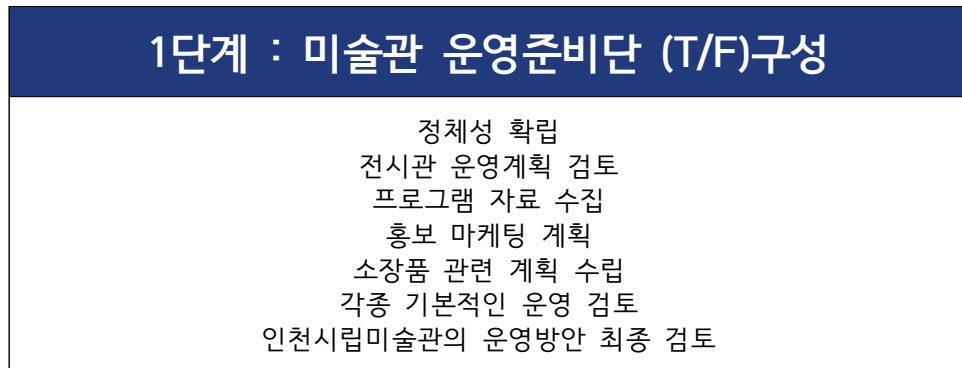 1단계 : 미술관 운영준비단 (T/F)구성
정체성 확립
전시관 운영계획 검토
프로그램 자료 수집
홍보 마케팅 계획
소장품 관련 계획 수립
각종 기본적인 운영 검토
인천시립미술관의 운영방안 최종 검토